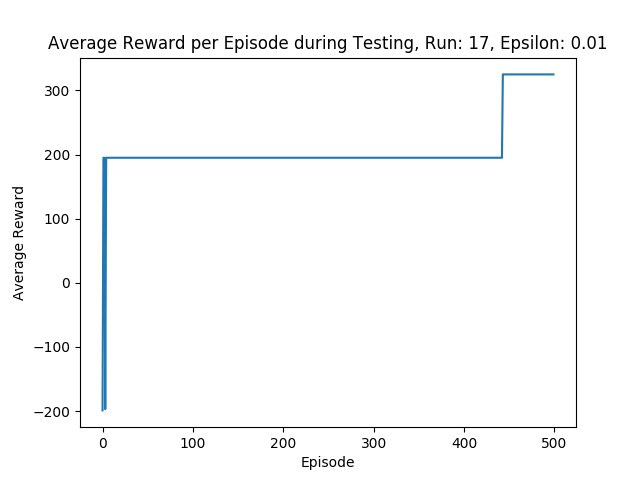 Average Reward per Episode during Testing, Run: 17, Epsilon: 0.01
300
200
100
0
−100
−200
Average Reward
0 100 200 300 400 500
Episode